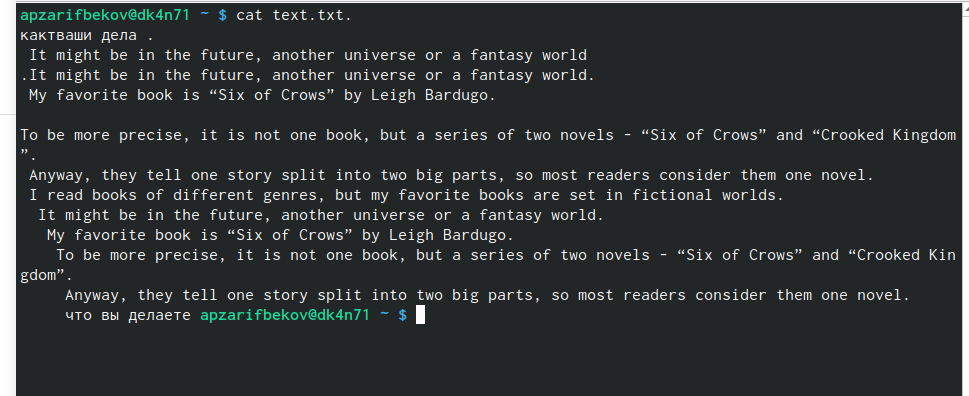 apzarifbekov@dk4n71 ~ $ cat text.txt.
кактваши дела .
 It might be in the future, another universe or a fantasy world
.It might be in the future, another universe or a fantasy world.
 My favorite book is “Six of Crows” by Leigh Bardugo.

To be more precise, it is not one book, but a series of two novels - “Six of Crows” and “Crooked Kingdom
”.
 Anyway, they tell one story split into two big parts, so most readers consider them one novel.
 I read books of different genres, but my favorite books are set in fictional worlds.
  It might be in the future, another universe or a fantasy world.
   My favorite book is “Six of Crows” by Leigh Bardugo.
    To be more precise, it is not one book, but a series of two novels - “Six of Crows” and “Crooked Kin
gdom”.
     Anyway, they tell one story split into two big parts, so most readers consider them one novel.
     что вы делаете apzarifbekov@dk4n71 ~ $